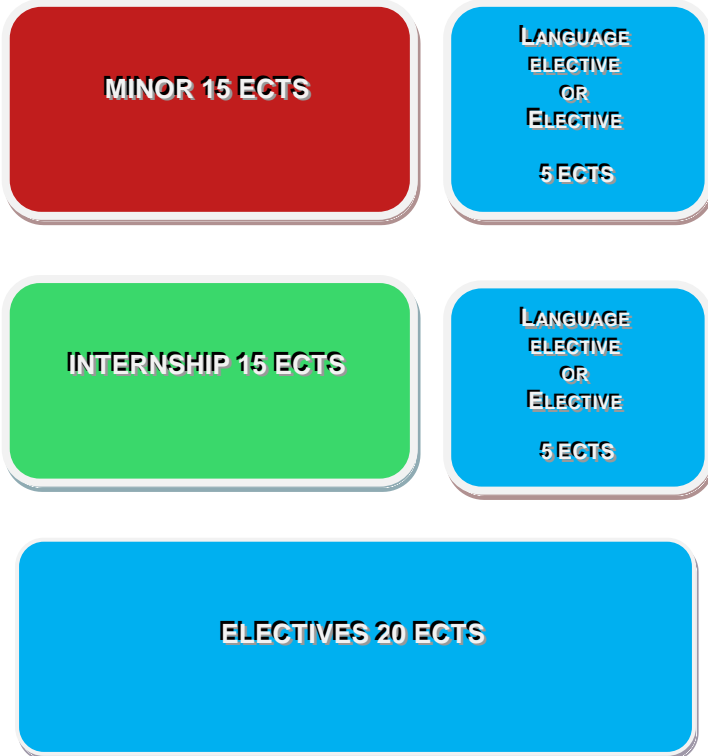 MINOR 15 ECTS
LANGUAGE
ELECTIVE
OR
ELECTIVE
5 ECTS
INTERNSHIP 15 ECTS
LANGUAGE
ELECTIVE
OR
ELECTIVE
5 ECTS
ELECTIVES 20 ECTS